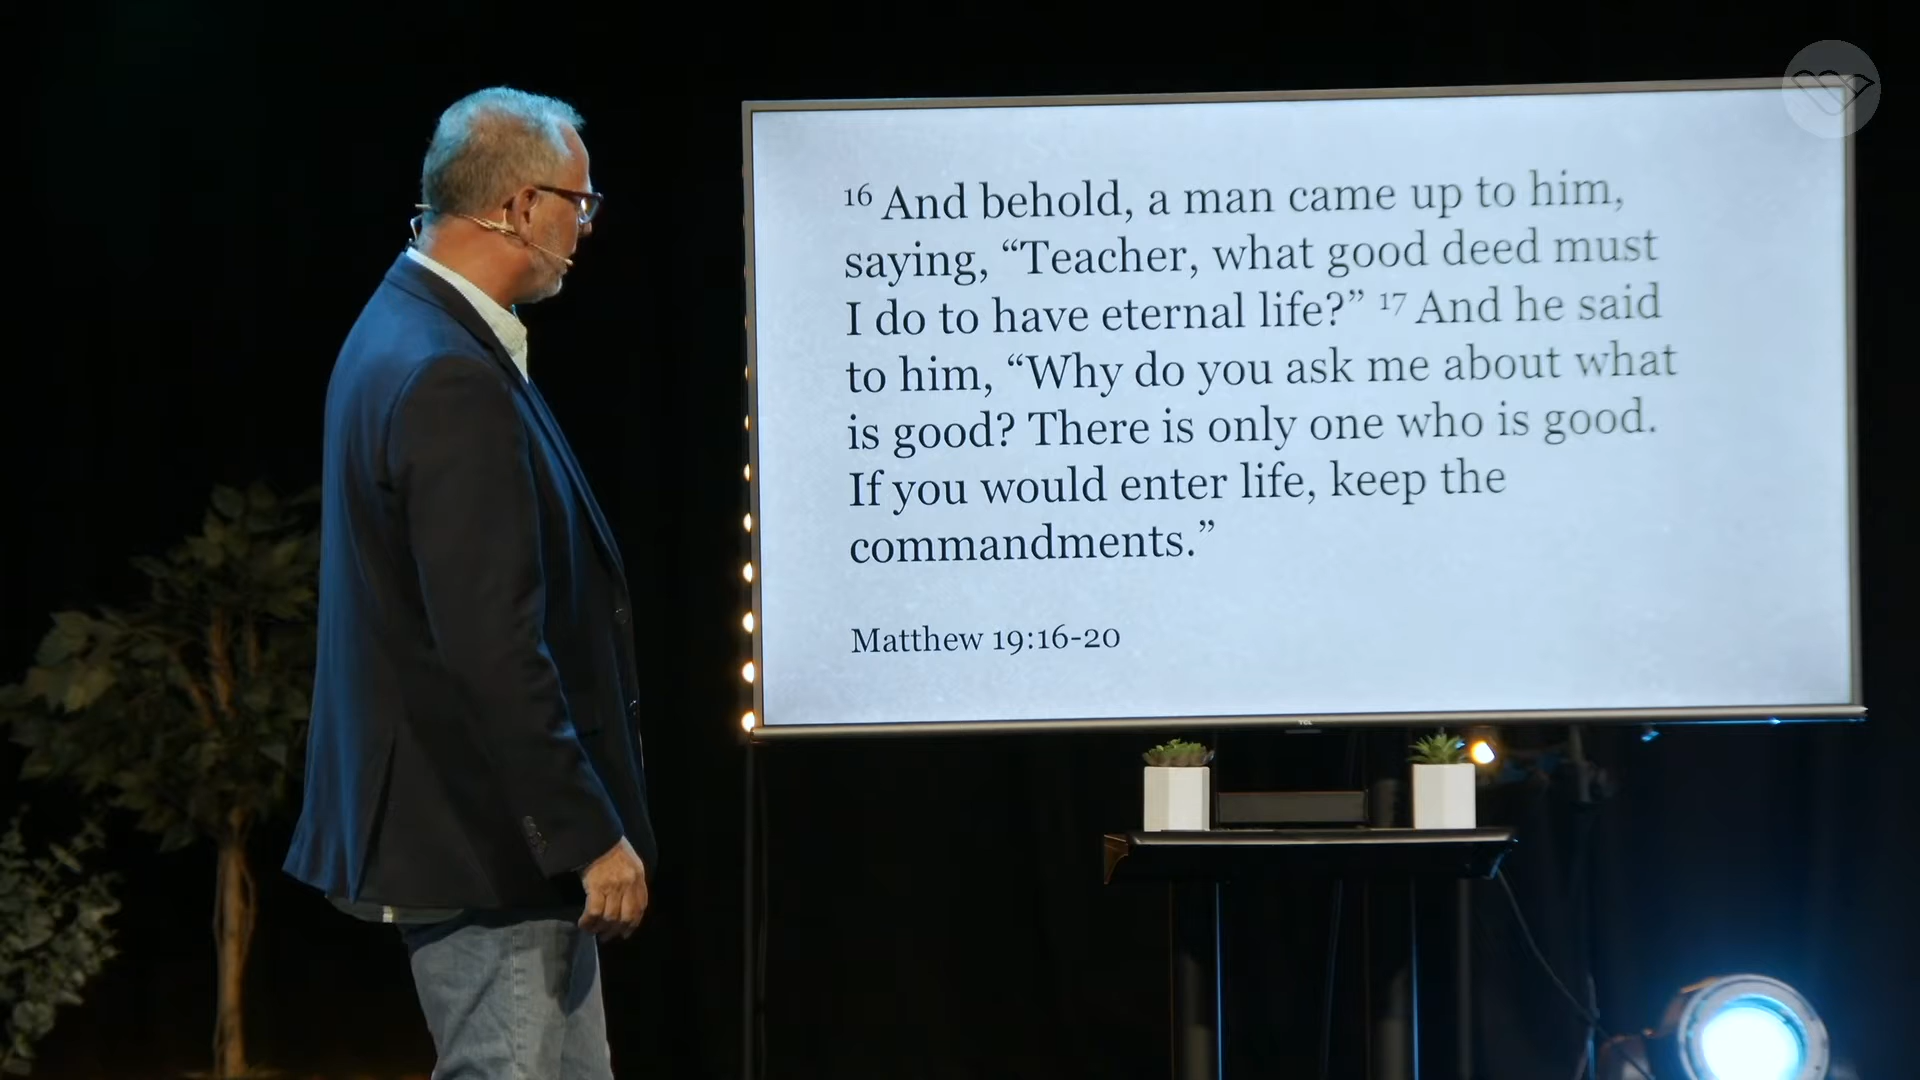 16 And behold, a man came up to him,
saying, “Teacher, what good deed must
I do to have eternal life?” 17 And he said
to him, “Why do you ask me about what
is good? There is only one who is good.
If you would enter life, keep the
commandments.”
Matthew 19:16-20
TCL